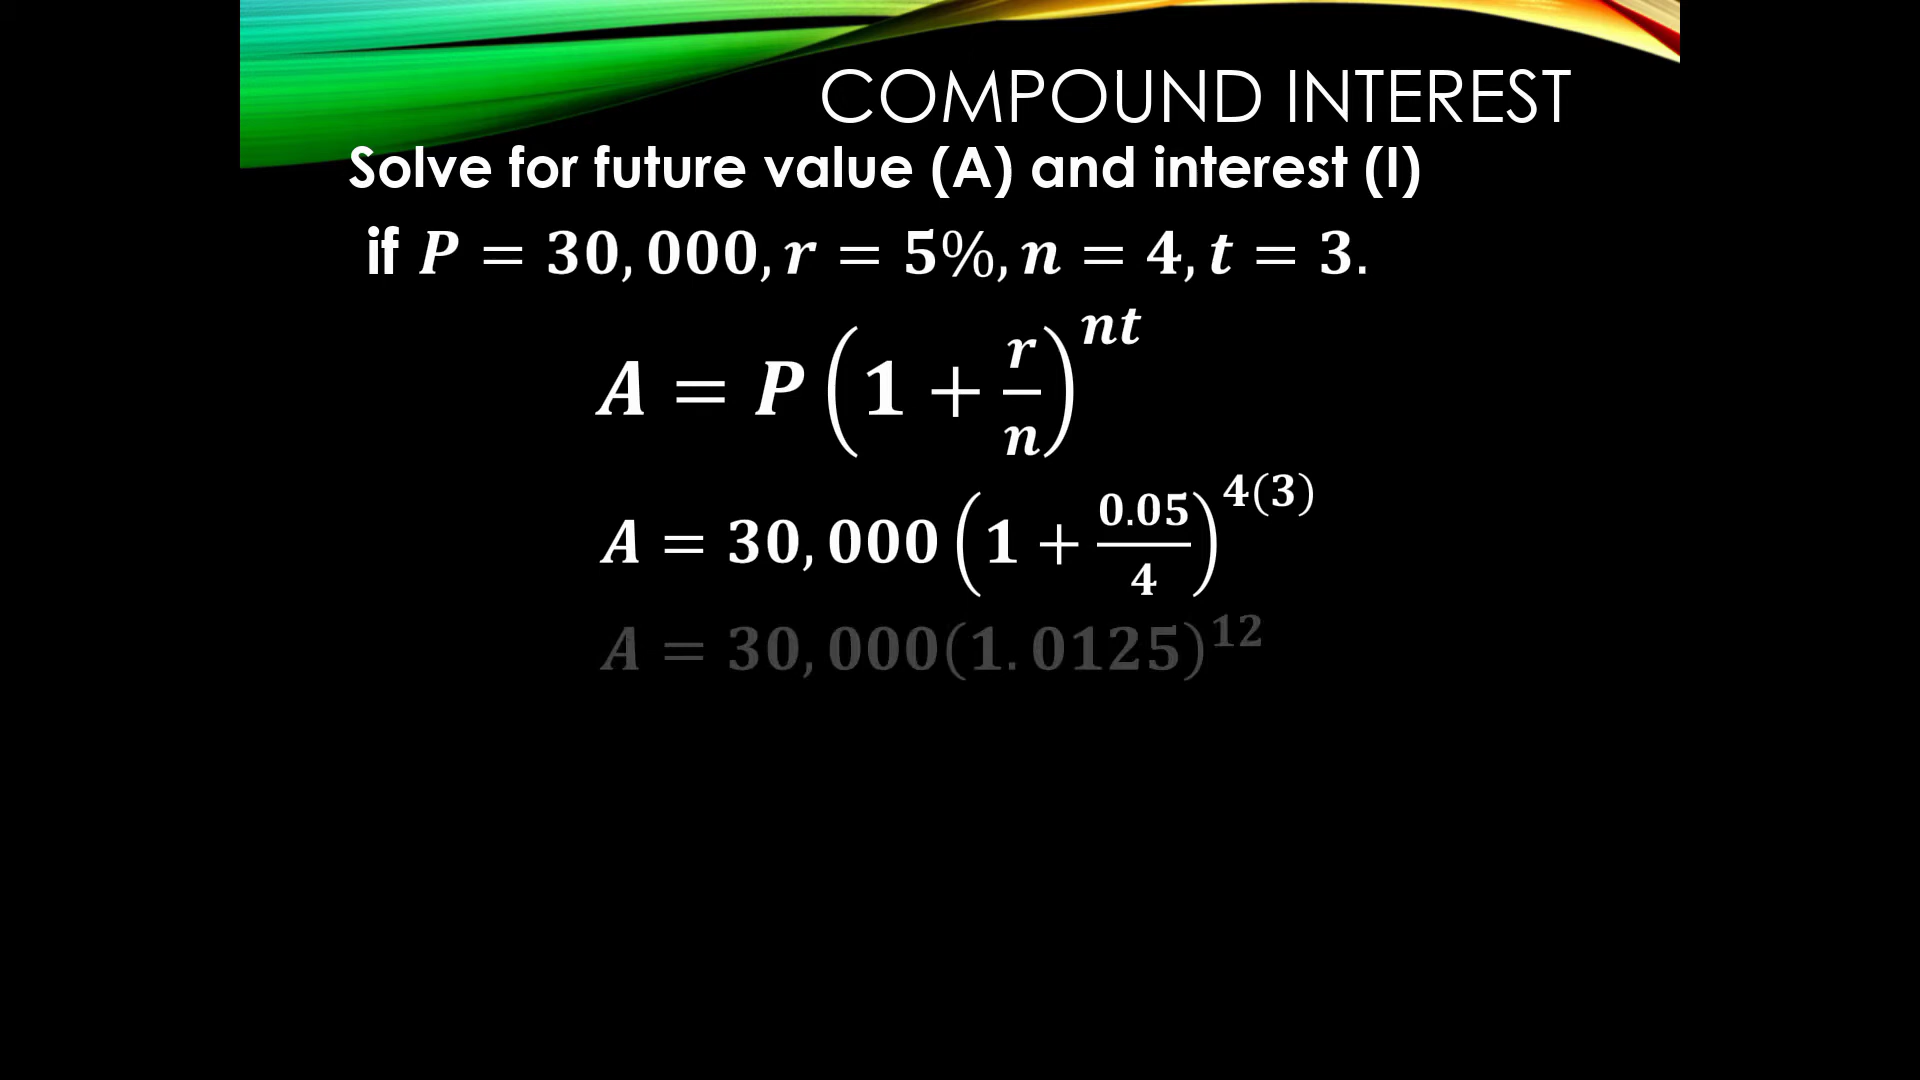 COMPOUND INTEREST
Solve for future value (A) and interest (I)
if P = 30,000, r = 5%, n = 4, t = 3.
A = P(1 + r/n)^nt
A = 30,000(1 + 0.05/4)^4(3)
A = 30,000(1.0125)^12